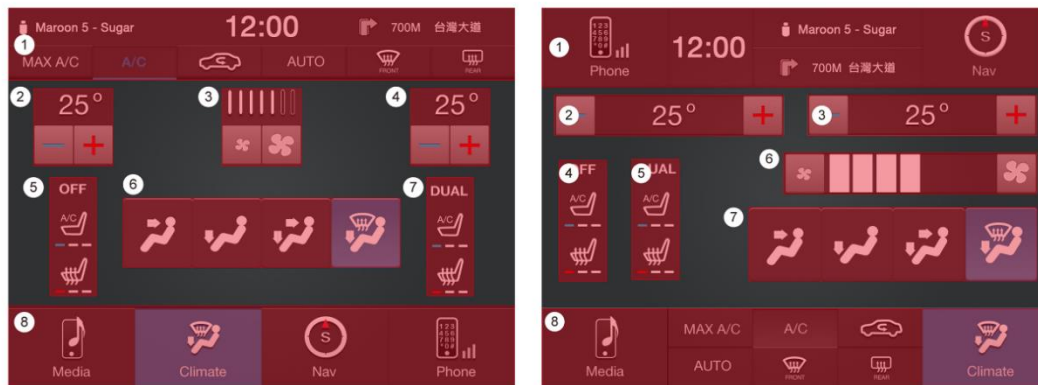 Maroon 5 - Sugar 12:00 700M 台灣大道
1
MAX A/C A/C AUTO FRONT REAR
2 25° 3 4 25°
5 OFF 6 7 DUAL
A/C A/C
8
Media Climate Nav Phone
1 Phone 12:00 Maroon 5 - Sugar S Nav
700M 台灣大道
2 25° 3 25°
4 5 6
A/C A/C
7
8 MAX A/C A/C
Media AUTO FRONT REAR Climate